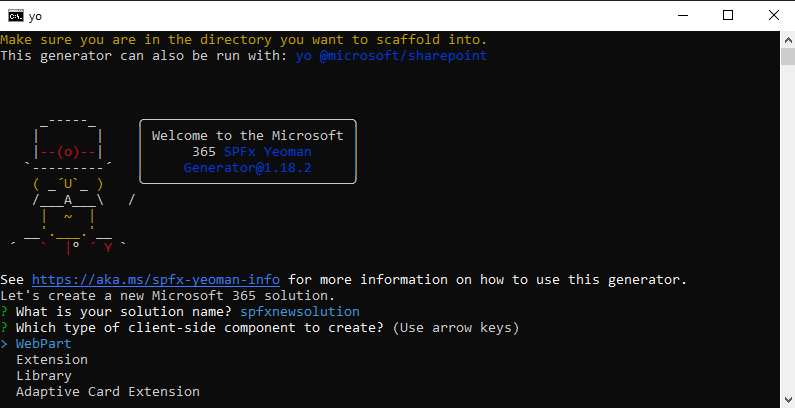 yo
Make sure you are in the directory you want to scaffold into.
This generator can also be run with: yo @microsoft/sharepoint
Welcome to the Microsoft
365 SPFx Yeoman
Generator@1.18.2
See https://aka.ms/spfx-yeoman-info for more information on how to use this generator.
Let's create a new Microsoft 365 solution.
? What is your solution name? spfxnewsolution
? Which type of client-side component to create? (Use arrow keys)
> WebPart
Extension
Library
Adaptive Card Extension